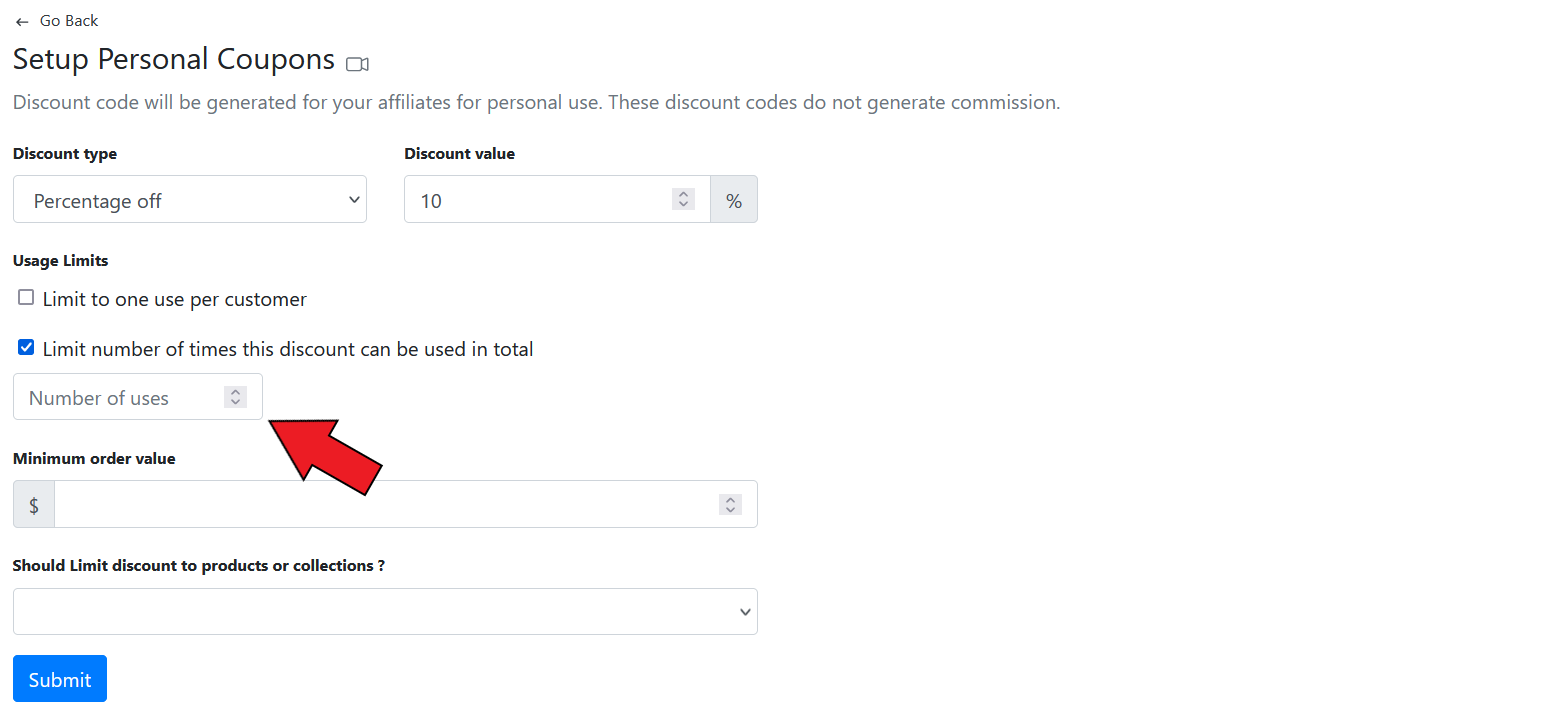 Go Back
Setup Personal Coupons
Discount code will be generated for your affiliates for personal use. These discount codes do not generate commission.
Discount type
Discount value
Percentage off
10
%
Usage Limits
Limit to one use per customer
Limit number of times this discount can be used in total
Number of uses
Minimum order value
$
Should Limit discount to products or collections ?
Submit